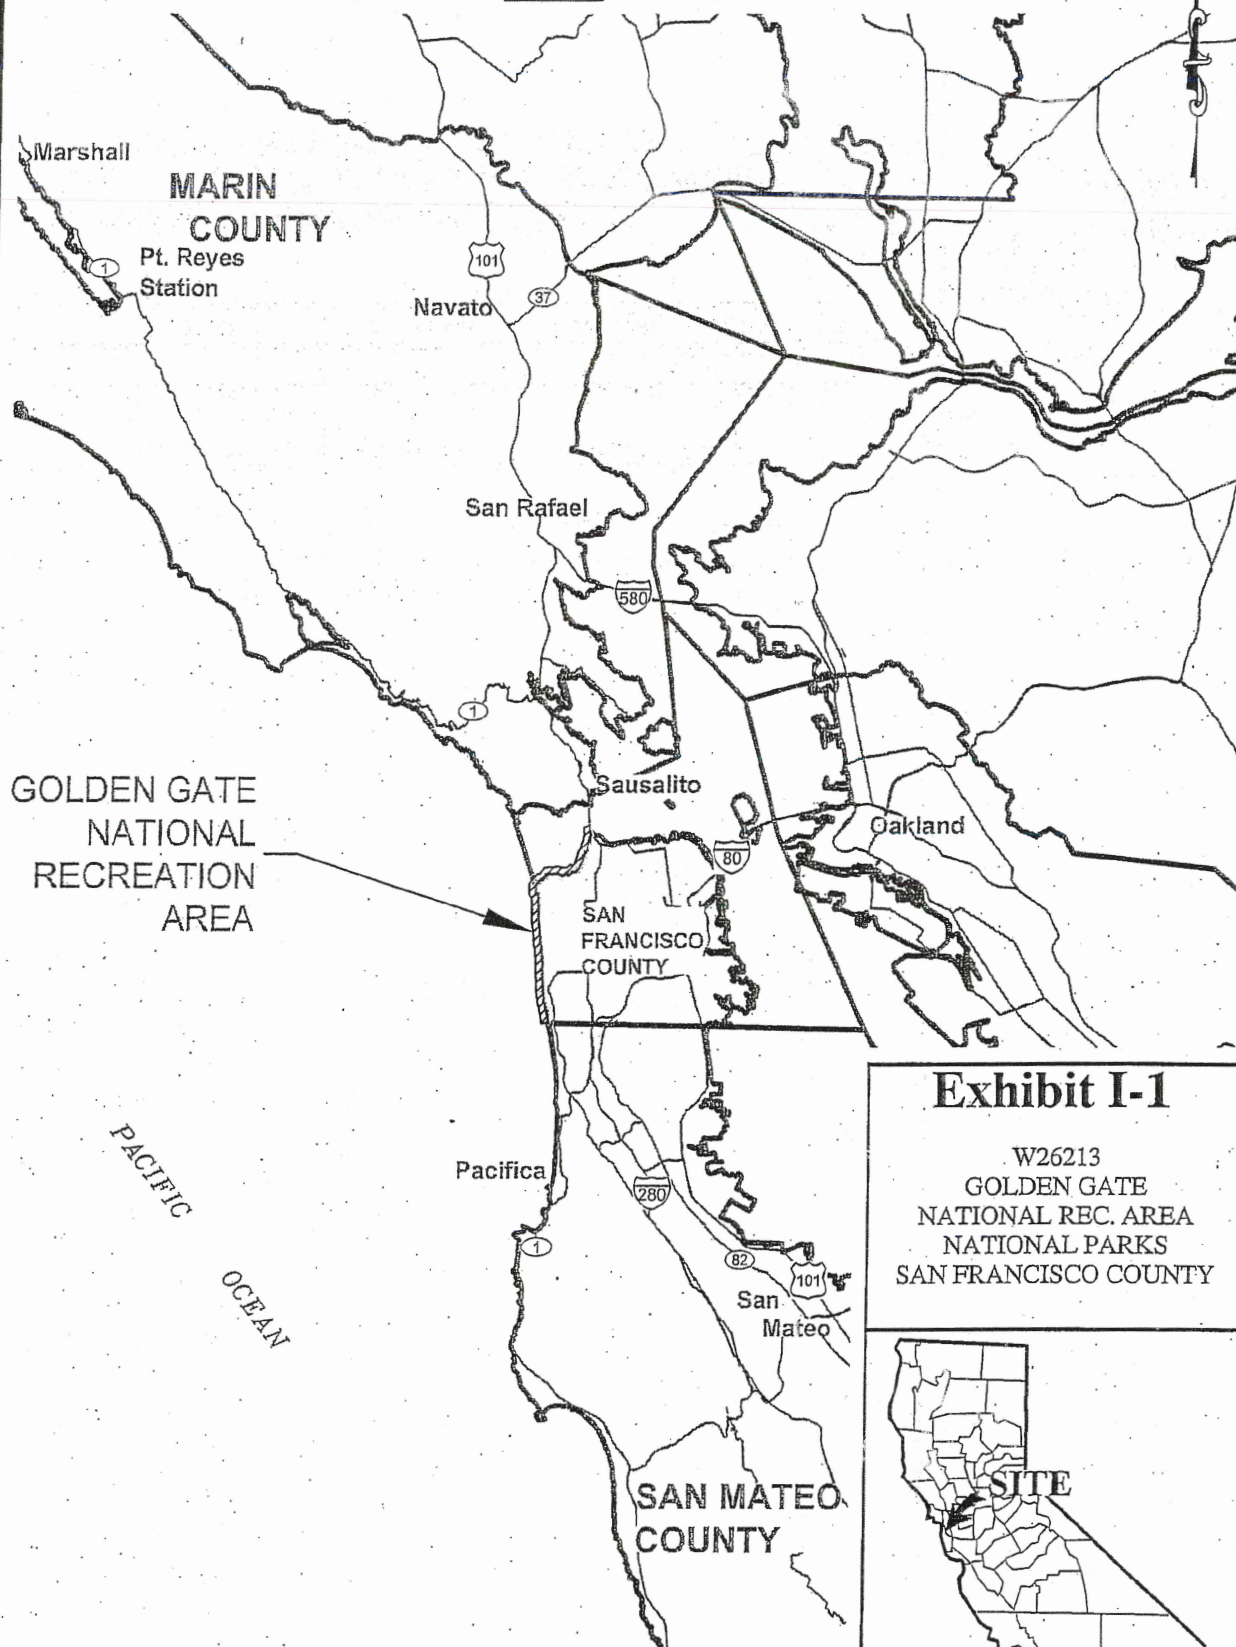 Marshall
MARIN
COUNTY
1
Pt. Reyes
Station
101
Navato
37
San Rafael
580
1
GOLDEN GATE
NATIONAL
RECREATION
AREA
Sausalito
Oakland
80
SAN
FRANCISCO
COUNTY
PACIFIC
OCEAN
Pacifica
280
1
82
101
San
Mateo
SAN MATEO
COUNTY
Exhibit I-1
W26213
GOLDEN GATE
NATIONAL REC. AREA
NATIONAL PARKS
SAN FRANCISCO COUNTY
SITE